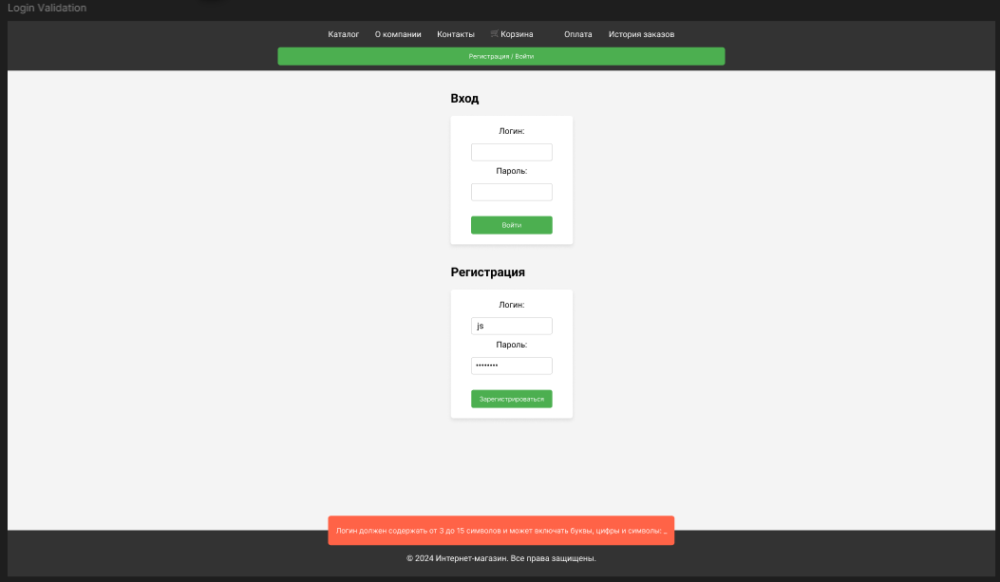 Login Validation
Каталог О компании Контакты 🛒 Корзина Оплата История заказов
Регистрация / Войти
Вход
Логин:
Пароль:
Войти
Регистрация
Логин:
js
Пароль:
••••••••
Зарегистрироваться
Логин должен содержать от 3 до 15 символов и может включать буквы, цифры и символы: _
© 2024 Интернет-магазин. Все права защищены.